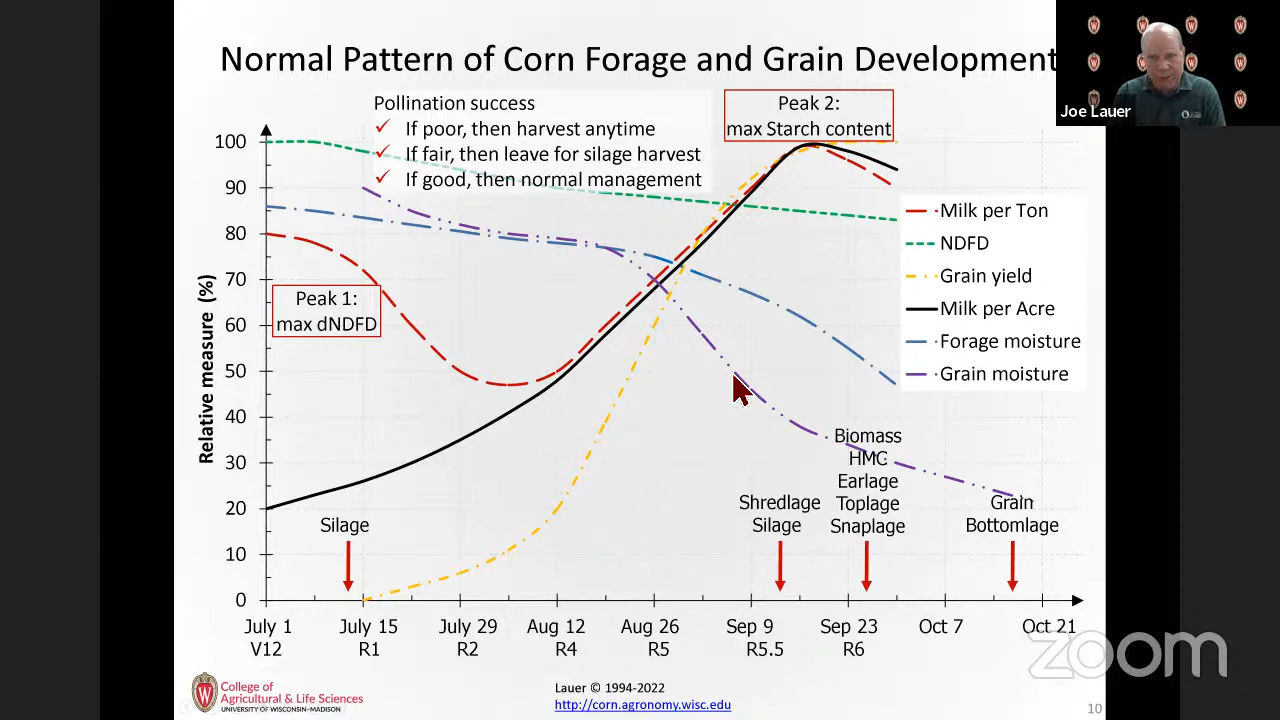 Normal Pattern of Corn Forage and Grain Development
Joe Lauer
Pollination success
✓ If poor, then harvest anytime
✓ If fair, then leave for silage harvest
✓ If good, then normal management
Peak 2:
max Starch content
Peak 1:
max dNDFD
Relative measure (%)
100
90
80
70
60
50
40
30
20
10
0
Milk per Ton
NDFD
Grain yield
Milk per Acre
Forage moisture
Grain moisture
Silage
Shredlage
Silage
Biomass
HMC
Earlage
Toplage
Snaplage
Grain
Bottomlage
July 1 July 15 July 29 Aug 12 Aug 26 Sep 9 Sep 23 Oct 7 Oct 21
V12 R1 R2 R4 R5 R5.5 R6
zoom
College of
Agricultural & Life Sciences
UNIVERSITY OF WISCONSIN-MADISON
Lauer © 1994-2022
http://corn.agronomy.wisc.edu
10